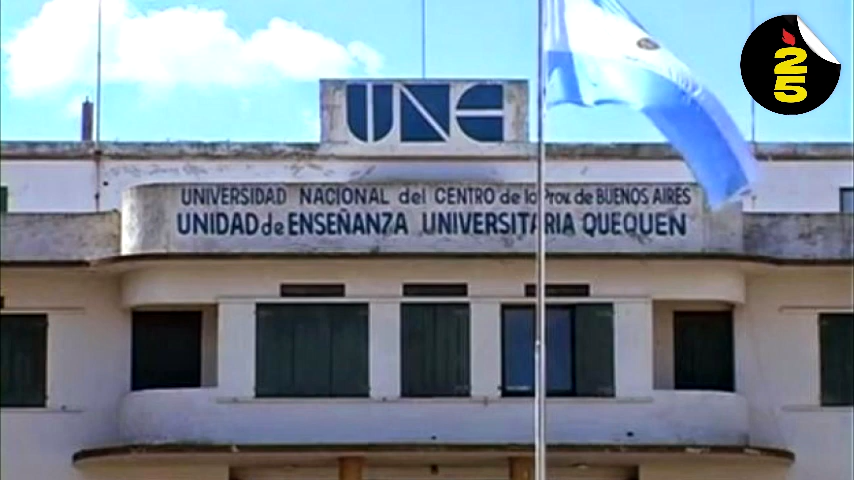 25
UNC
UNIVERSIDAD NACIONAL del CENTRO de la Prov. de BUENOS AIRES
UNIDAD de ENSEÑANZA UNIVERSITARIA QUEQUEN